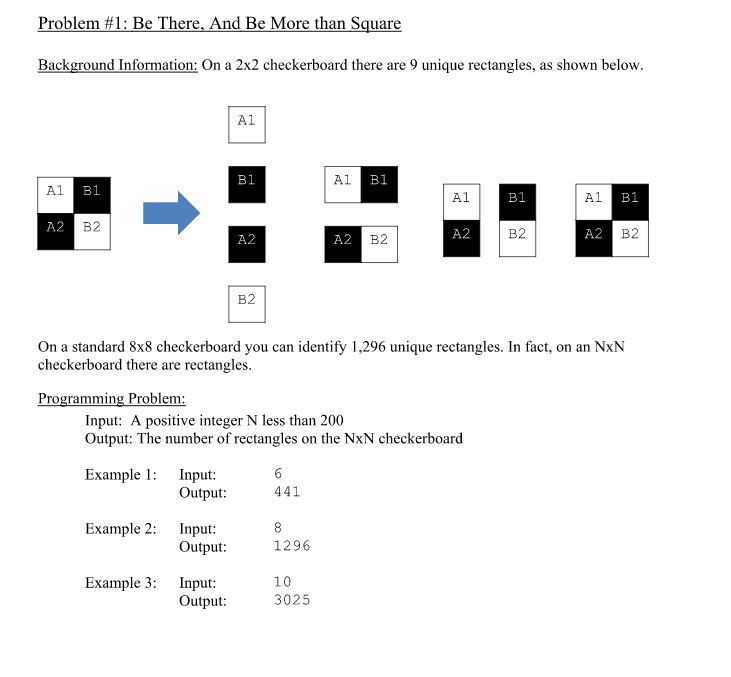 Problem #1: Be There, And Be More than Square
Background Information: On a 2x2 checkerboard there are 9 unique rectangles, as shown below.
A1 B1
A2 B2
A1
B1
A2
B2
A1 B1
A2 B2
A1
A2
B1
B2
A1 B1
A2 B2
On a standard 8x8 checkerboard you can identify 1,296 unique rectangles. In fact, on an NxN
checkerboard there are rectangles.
Programming Problem:
Input: A positive integer N less than 200
Output: The number of rectangles on the NxN checkerboard
Example 1: Input: 6
Output: 441
Example 2: Input: 8
Output: 1296
Example 3: Input: 10
Output: 3025